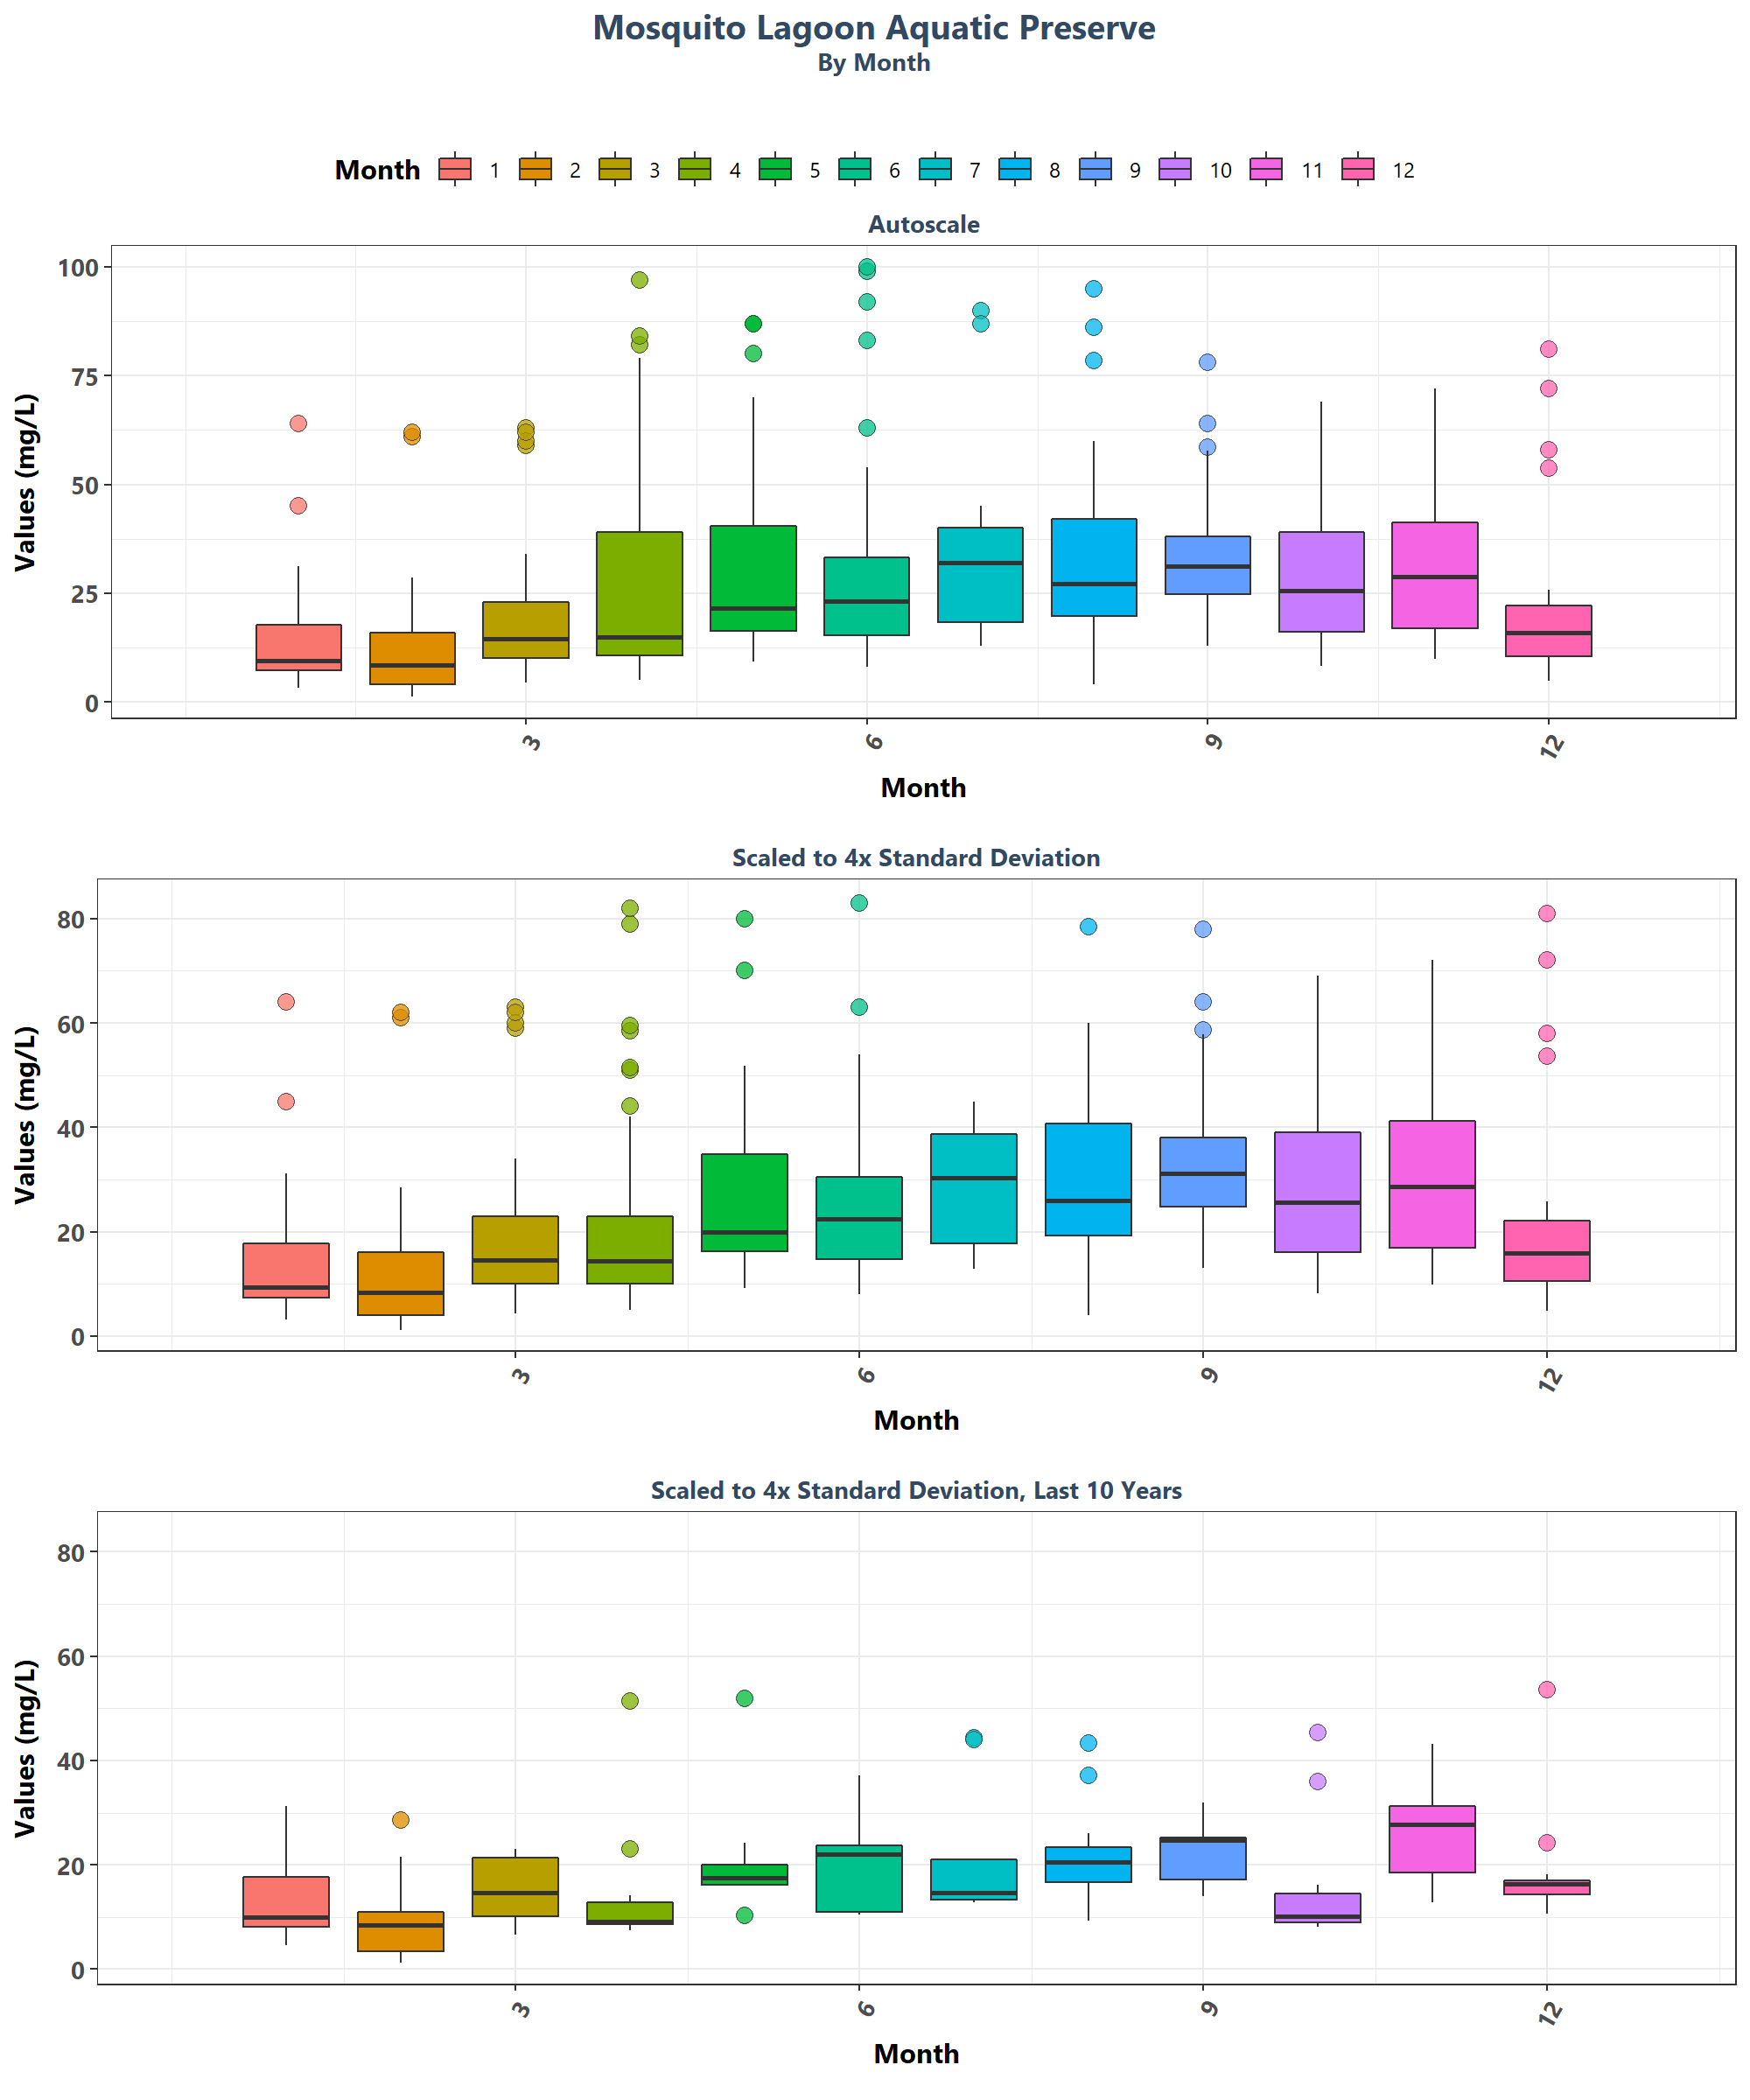 Mosquito Lagoon Aquatic Preserve
By Month
Month 1 2 3 4 5 6 7 8 9 10 11 12
Autoscale
Values (mg/L)
100
75
50
25
0
3 6 9 12
Month
Scaled to 4x Standard Deviation
Values (mg/L)
80
60
40
20
0
3 6 9 12
Month
Scaled to 4x Standard Deviation, Last 10 Years
Values (mg/L)
80
60
40
20
0
3 6 9 12
Month